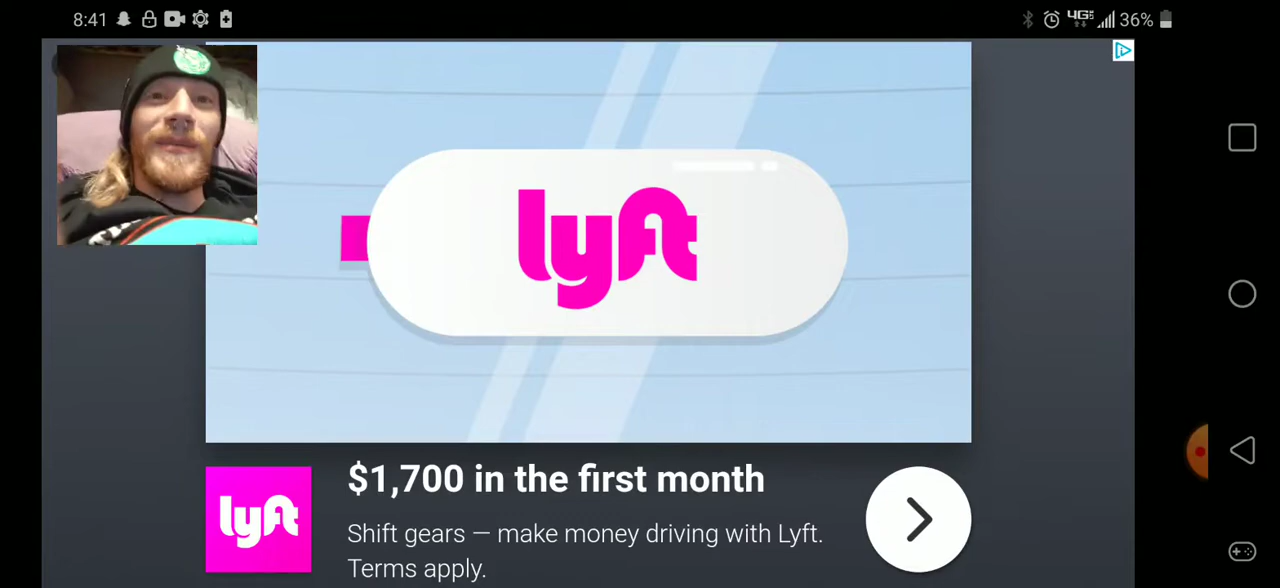 8:41
4G 36%
lyft
lyft
$1,700 in the first month
Shift gears — make money driving with Lyft.
Terms apply.